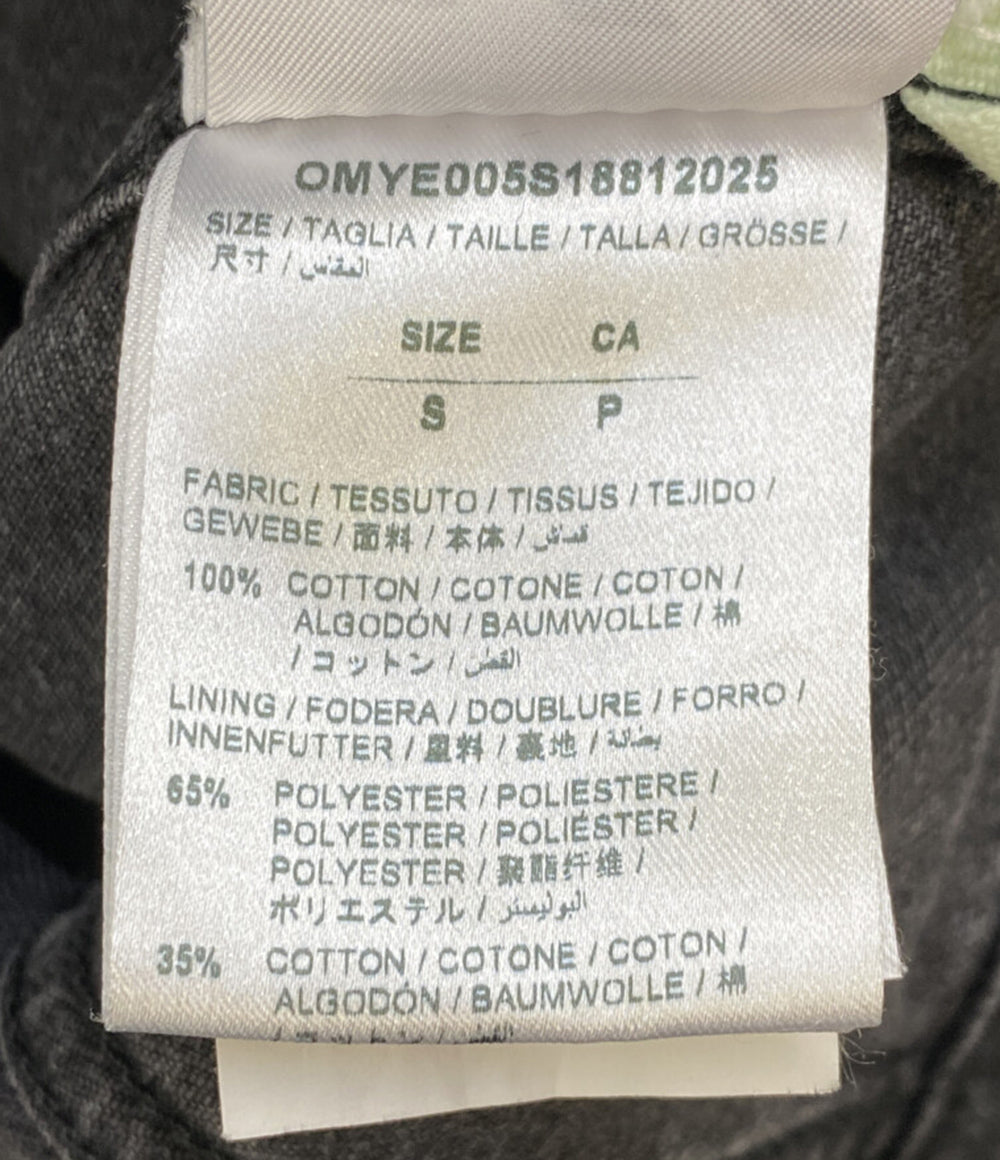 OMYE005S18812025
SIZE / TAGLIA / TAILLE / TALLA / GRÖSSE /
尺寸 / المقاس
SIZE CA
S P
FABRIC / TESSUTO / TISSUS / TEJIDO /
GEWEBE / 面料 / 本体 / قماش
100% COTTON / COTONE / COTON /
ALGODÓN / BAUMWOLLE / 棉
/ コットン / القطن
LINING / FODERA / DOUBLURE / FORRO /
INNENFUTTER / 里料 / 裏地 / بطانة
65% POLYESTER / POLIESTERE /
POLYESTER / POLIÉSTER /
POLYESTER / 聚酯纤维 /
ポリエステル / البوليستر
35% COTTON / COTONE / COTON /
ALGODÓN / BAUMWOLLE / 棉